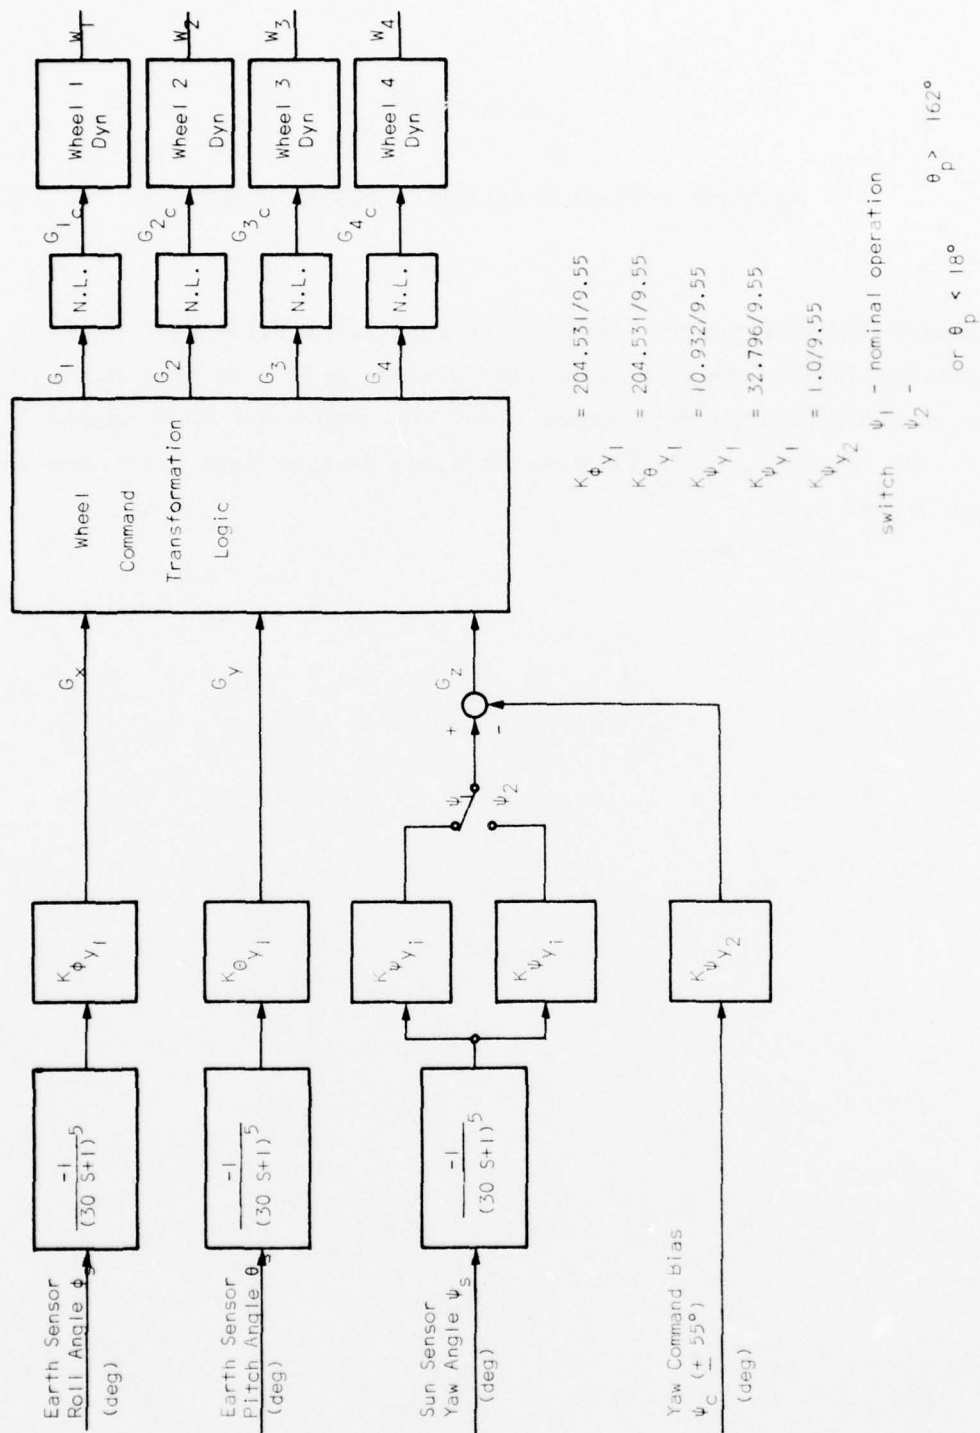 Earth Sensor
Roll Angle ϕs
(deg)
-1
(30 S+1)^5
Kϕy1
Gx
Earth Sensor
Pitch Angle θs
(deg)
-1
(30 S+1)^5
KΘy1
Gy
Sun Sensor
Yaw Angle ψs
(deg)
-1
(30 S+1)^5
Kψyi
Kψyi
ψ1
ψ2
+
-
Gz
Yaw Command Bias
ψc (± 55°)
(deg)
Kψy2
Wheel
Command
Transformation
Logic
G1
N.L.
G1c
Wheel 1
Dyn
W1
G2
N.L.
G2c
Wheel 2
Dyn
W2
G3
N.L.
G3c
Wheel 3
Dyn
W3
G4
N.L.
G4c
Wheel 4
Dyn
W4
Kϕy1 = 204.531/9.55
Kθy1 = 204.531/9.55
Kψy1 = 10.932/9.55
Kψy1 = 32.796/9.55
Kψy2 = 1.0/9.55
switch ψ1 - nominal operation
ψ2 -
or θp < 18° θp > 162°